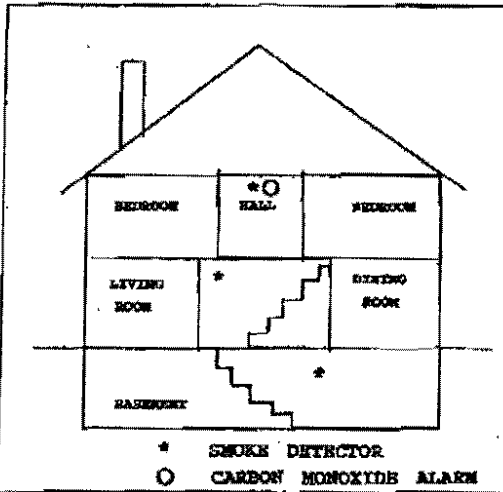 * O
BEDROOM HALL BEDROOM
*
LIVING DINING
ROOM ROOM
*
BASEMENT
* SMOKE DETECTOR
O CARBON MONOXIDE ALARM